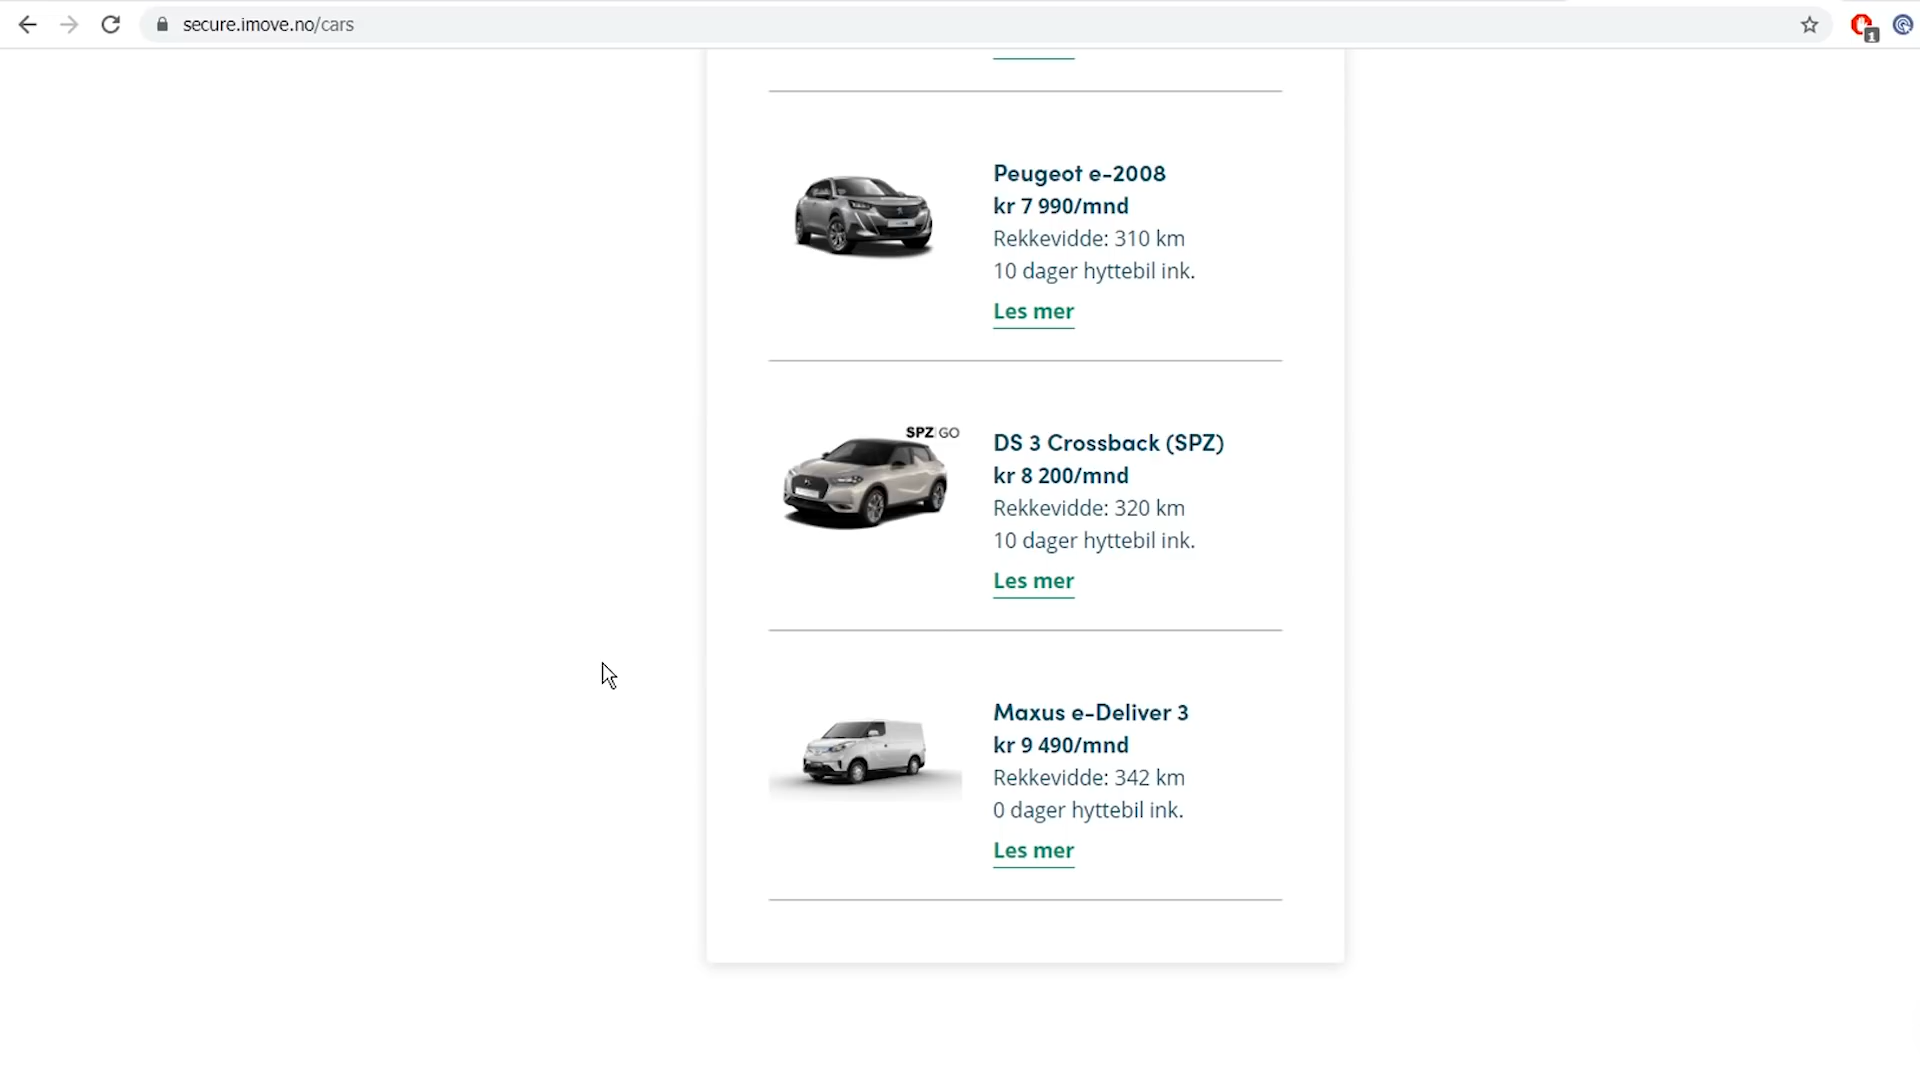 secure.imove.no/cars
1
Peugeot e-2008
kr 7 990/mnd
Rekkevidde: 310 km
10 dager hyttebil ink.
Les mer
SPZ GO
DS 3 Crossback (SPZ)
kr 8 200/mnd
Rekkevidde: 320 km
10 dager hyttebil ink.
Les mer
Maxus e-Deliver 3
kr 9 490/mnd
Rekkevidde: 342 km
0 dager hyttebil ink.
Les mer